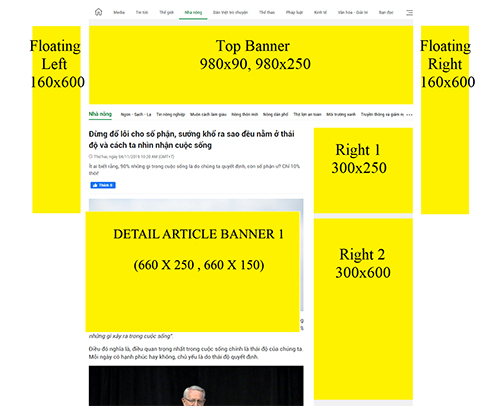 Media Tin tức Thế giới Nhà nông Dân Việt trò chuyện Thể thao Pháp luật Kinh tế Văn hóa - Giải trí Bạn đọc
Floating
Left
160x600
Top Banner
980x90, 980x250
Floating
Right
160x600
Nhà nông Ngon - Sạch - Lạ Tin nông nghiệp Muôn cách làm giàu Nông thôn mới Nông dân phố Thớt lợn an toàn Môi trường xanh Truyền thông
Đừng đổ lỗi cho số phận, sướng khổ ra sao đều nằm ở thái
độ và cách ta nhìn nhận cuộc sống
Thứ hai, ngày 04/11/2019 10:20 AM (GMT+7)
Ít ai biết rằng, 90% những gì trong cuộc sống là do chúng ta quyết định, còn số phận ư? Chỉ 10%
thôi!
Thích 0
Right 1
300x250
DETAIL ARTICLE BANNER 1
(660 X 250 , 660 X 150)
Right 2
300x600
những gì xảy ra trong cuộc sống".
Điều đó nghĩa là, điều quan trọng nhất trong cuộc sống chính là thái độ của chúng ta.
Mỗi ngày có hạnh phúc hay không, chủ yếu là do thái độ quyết định.